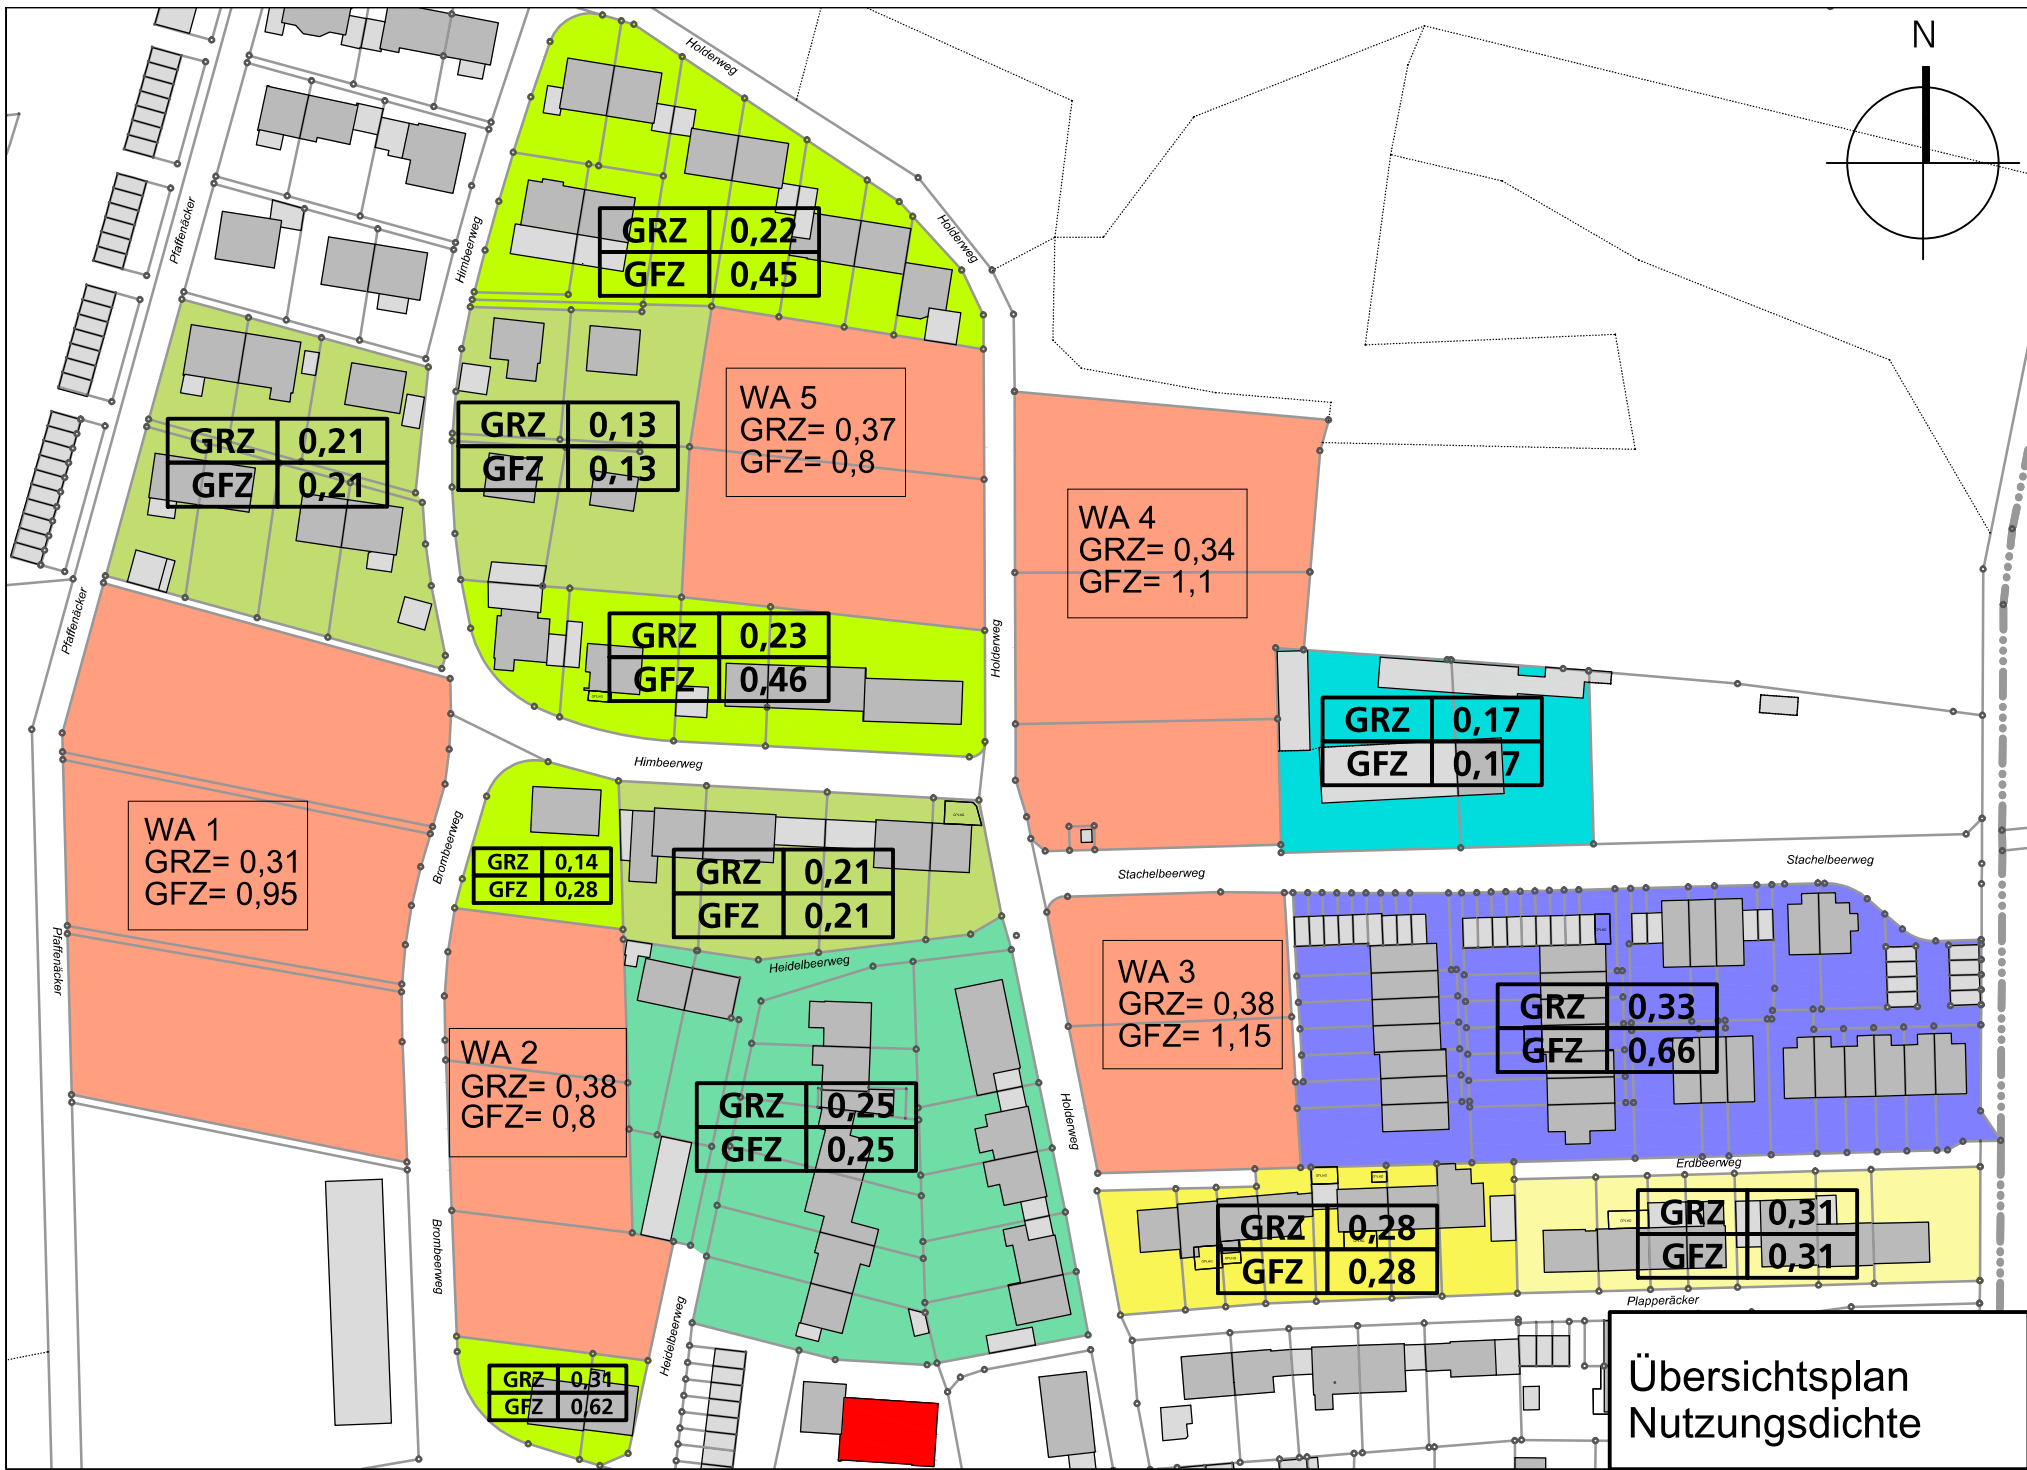 N
Holderweg
Holderweg
Pfaffenäcker
Himbeerweg
GRZ 0,22
GFZ 0,45
GRZ 0,21
GFZ 0,21
GRZ 0,13
GFZ 0,13
WA 5
GRZ= 0,37
GFZ= 0,8
WA 4
GRZ= 0,34
GFZ= 1,1
Pfaffenäcker
GRZ 0,23
GFZ 0,46
Holderweg
GRZ 0,17
GFZ 0,17
Himbeerweg
WA 1
GRZ= 0,31
GFZ= 0,95
Brombeerweg
GRZ 0,14
GFZ 0,28
GRZ 0,21
GFZ 0,21
Stachelbeerweg
Stachelbeerweg
Pfaffenäcker
Heidelbeerweg
WA 3
GRZ= 0,38
GFZ= 1,15
GRZ 0,33
GFZ 0,66
WA 2
GRZ= 0,38
GFZ= 0,8
GRZ 0,25
GFZ 0,25
Holderweg
Erdbeerweg
GRZ 0,28
GFZ 0,28
GRZ 0,31
GFZ 0,31
Brombeerweg
Heidelbeerweg
Plapperäcker
GRZ 0,31
GFZ 0,62
Übersichtsplan
Nutzungsdichte